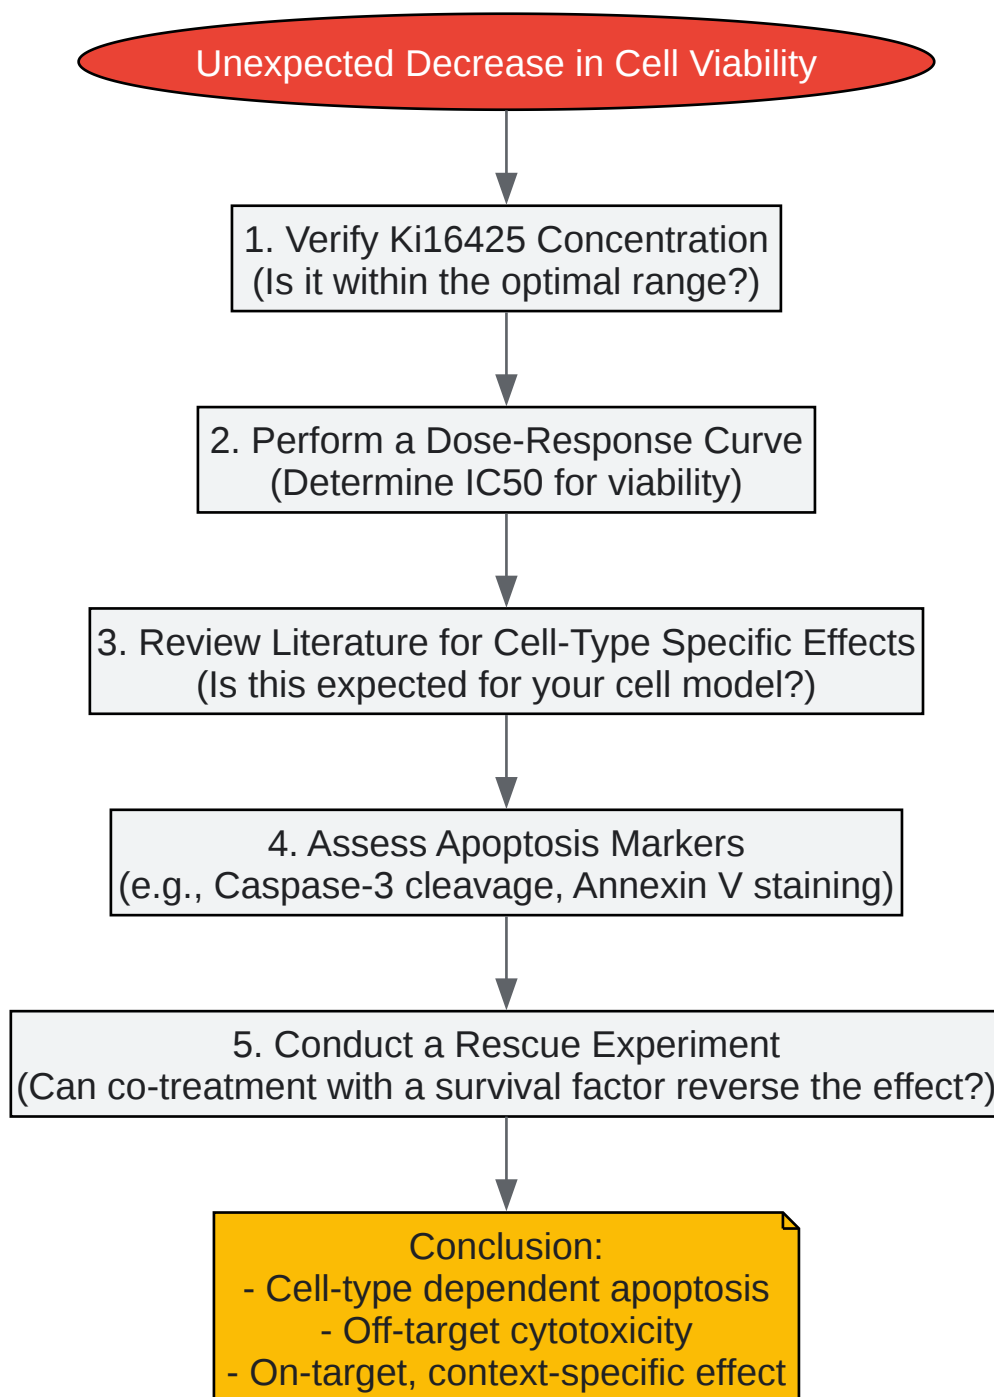 Unexpected Decrease in Cell Viability
1. Verify Ki16425 Concentration
(Is it within the optimal range?)
2. Perform a Dose-Response Curve
(Determine IC50 for viability)
3. Review Literature for Cell-Type Specific Effects
(Is this expected for your cell model?)
4. Assess Apoptosis Markers
(e.g., Caspase-3 cleavage, Annexin V staining)
5. Conduct a Rescue Experiment
(Can co-treatment with a survival factor reverse the effect?)
Conclusion:
- Cell-type dependent apoptosis
- Off-target cytotoxicity
- On-target, context-specific effect